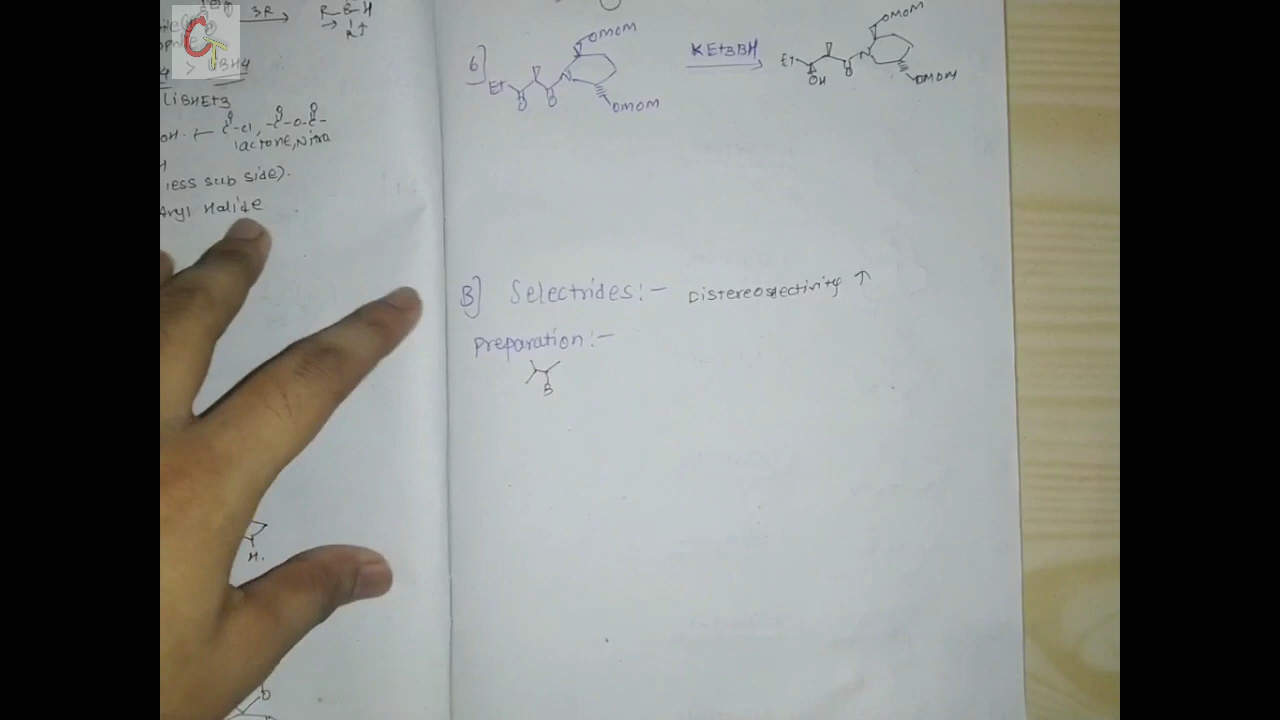 3R
R-B-H
R↑
LiBHEt3
lactone, Nitro
less sub side).
Aryl Halide
H.
6]
OMOM
Et
O
O
N
OMOM
KEt3BH
Et
OH
O
N
OMOM
OMOM
B] Selectrides:- Distereoselectivity ↑
Preparation:-
B